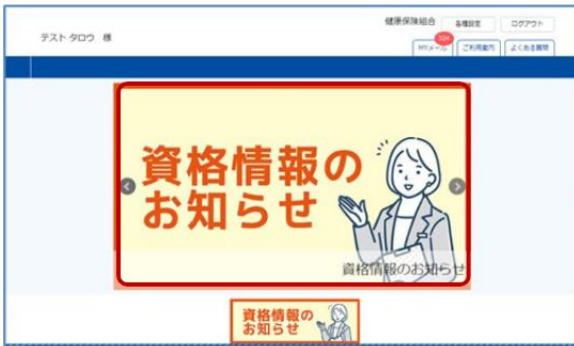 健康保険組合 各種設定 ログアウト
テスト タロウ 様
MYメール ご利用案内 よくある質問
資格情報の
お知らせ
資格情報のお知らせ
資格情報の
お知らせ